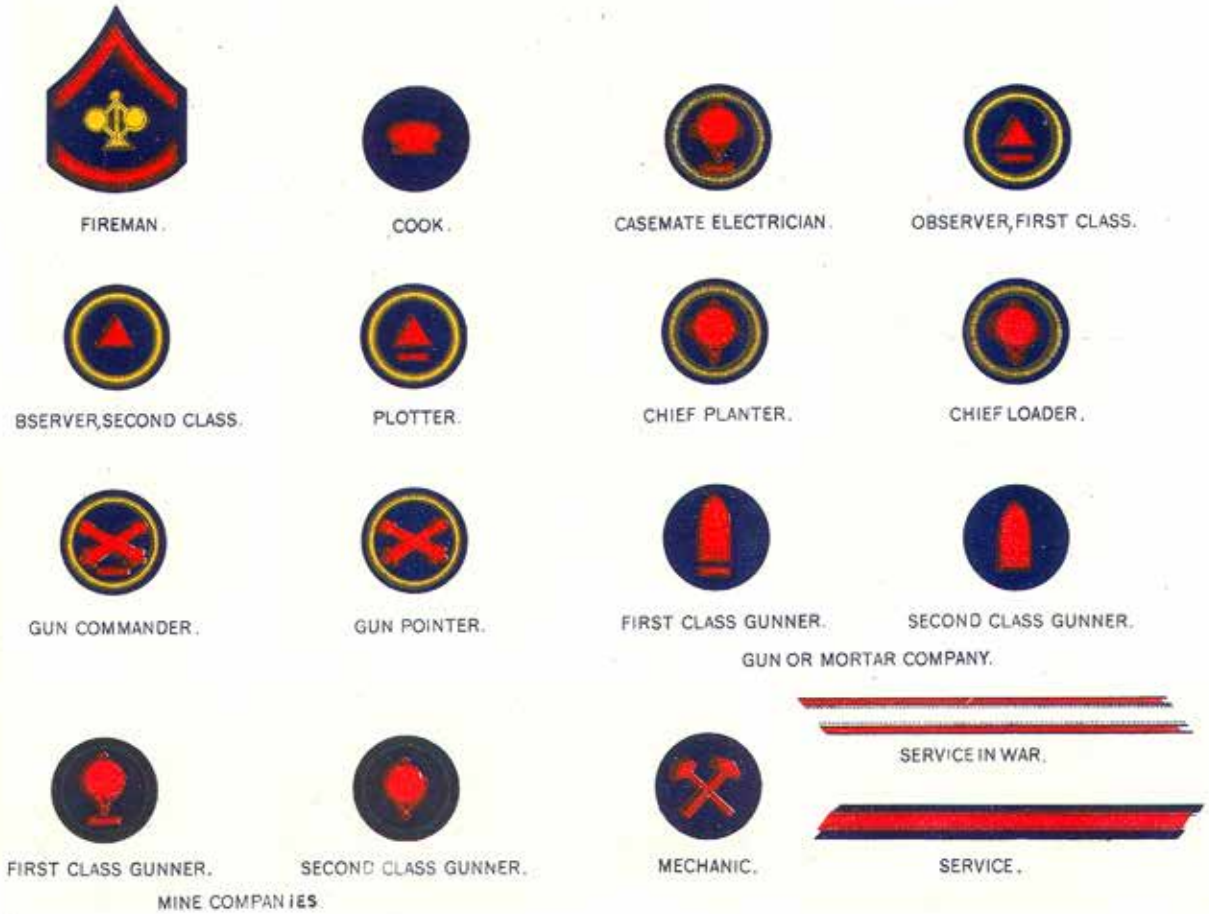 FIREMAN.
COOK.
CASEMATE ELECTRICIAN.
OBSERVER, FIRST CLASS.
BSERVER, SECOND CLASS.
PLOTTER.
CHIEF PLANTER.
CHIEF LOADER.
GUN COMMANDER.
GUN POINTER.
FIRST CLASS GUNNER.
SECOND CLASS GUNNER.
GUN OR MORTAR COMPANY.
SERVICE IN WAR.
FIRST CLASS GUNNER.
SECOND CLASS GUNNER.
MECHANIC.
SERVICE.
MINE COMPANIES